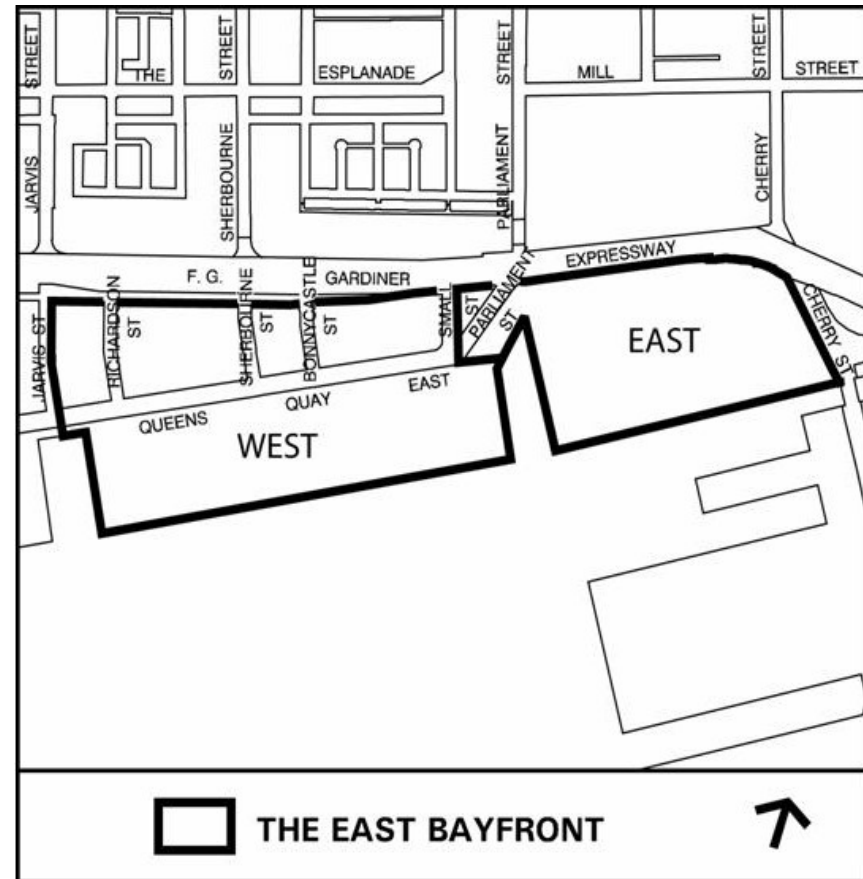 STREET
STREET
STREET
STREET
THE
ESPLANADE
MILL
STREET
JARVIS
SHERBOURNE
PARLIAMENT
CHERRY
F. G.
GARDINER
EXPRESSWAY
JARVIS ST
RICHARDSON
ST
SHERBOURNE
ST
BONNYCASTLE
ST
SMALL
ST
PARLIAMENT
ST
CHERRY ST
EAST
QUEENS
QUAY
EAST
WEST
THE EAST BAYFRONT